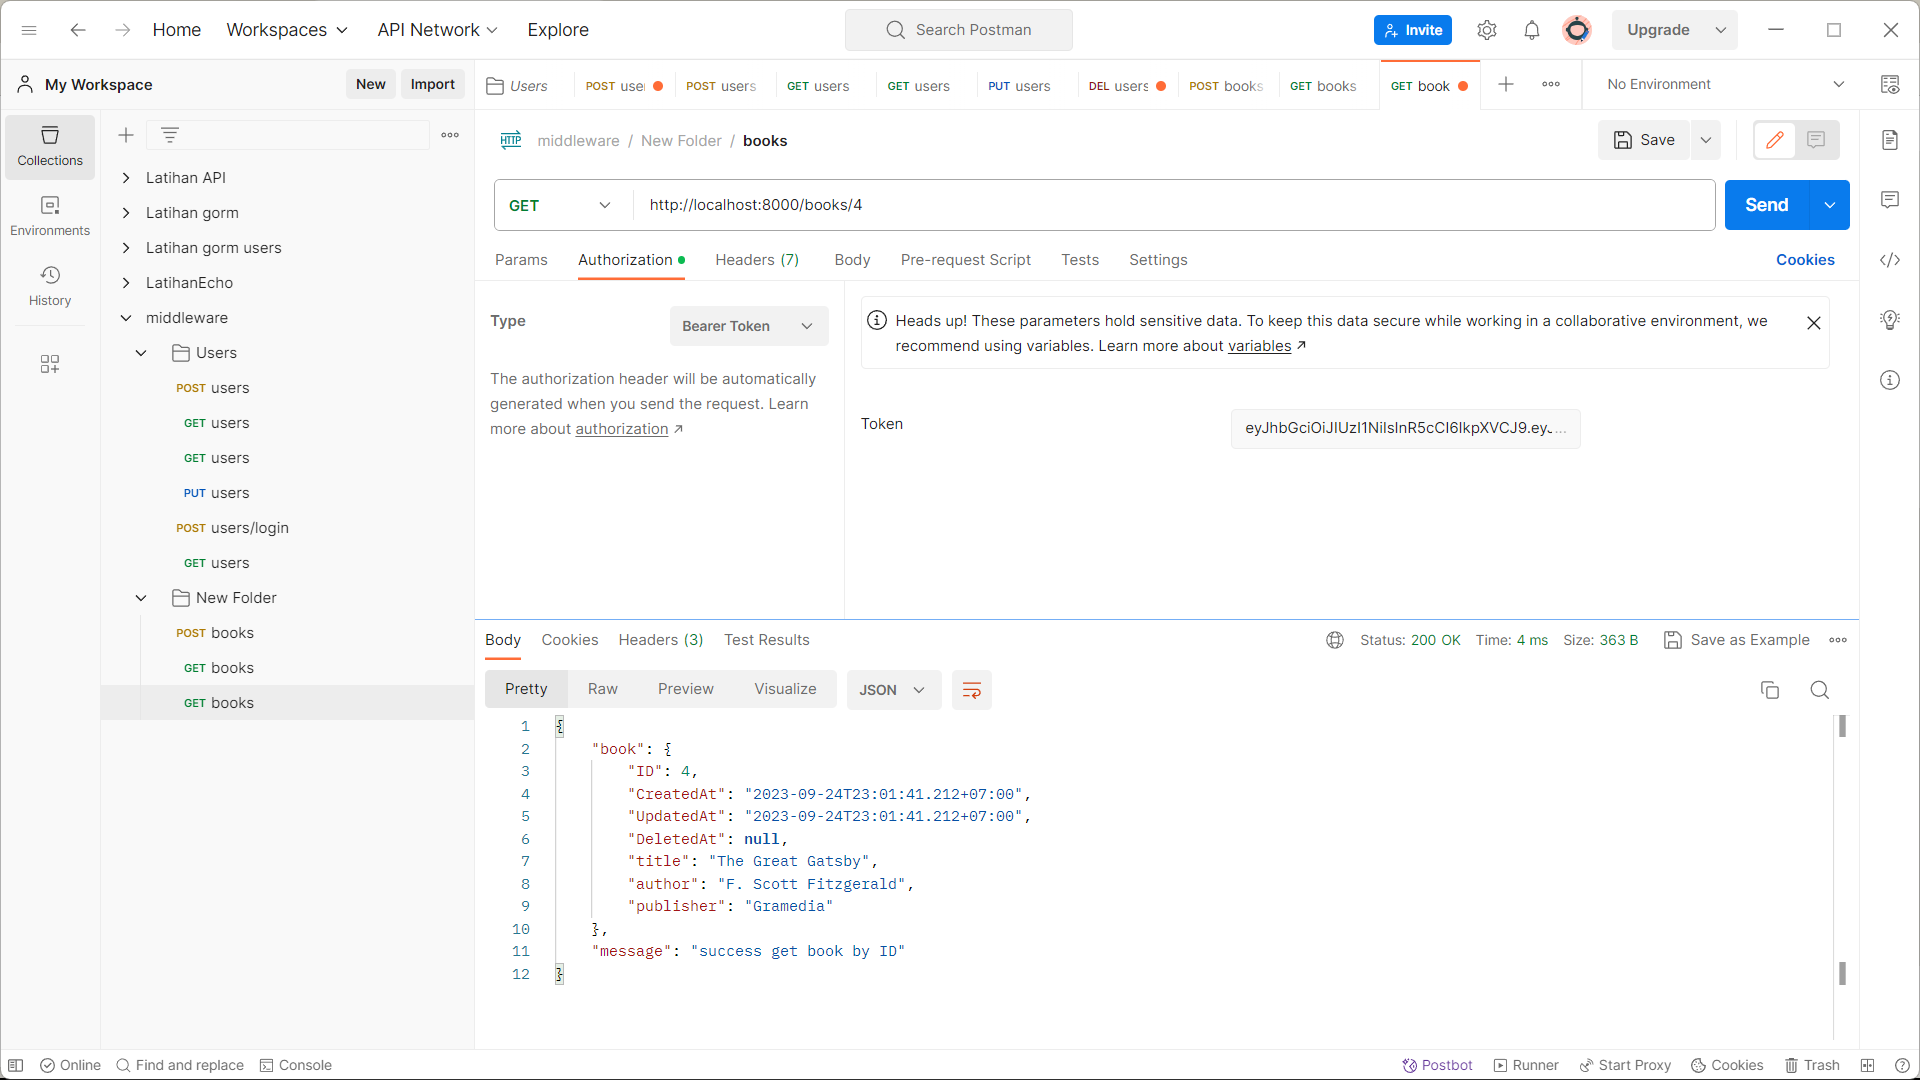 Home Workspaces API Network Explore Search Postman Invite Upgrade
My Workspace New Import
Users POST user POST users GET users GET users PUT users DEL users POST books GET books GET book No Environment
Collections
Environments
History
Latihan API
Latihan gorm
Latihan gorm users
LatihanEcho
middleware
Users
POST users
GET users
GET users
PUT users
POST users/login
GET users
New Folder
POST books
GET books
GET books
HTTP middleware / New Folder / books Save
GET http://localhost:8000/books/4 Send
Params Authorization Headers (7) Body Pre-request Script Tests Settings Cookies
Type Bearer Token
The authorization header will be automatically
generated when you send the request. Learn
more about authorization
Heads up! These parameters hold sensitive data. To keep this data secure while working in a collaborative environment, we
recommend using variables. Learn more about variables
Token
Body Cookies Headers (3) Test Results Status: 200 OK Time: 4 ms Size: 363 B Save as Example
Pretty Raw Preview Visualize JSON
1 {
2 "book": {
3 "ID": 4,
4 "CreatedAt": "2023-09-24T23:01:41.212+07:00",
5 "UpdatedAt": "2023-09-24T23:01:41.212+07:00",
6 "DeletedAt": null,
7 "title": "The Great Gatsby",
8 "author": "F. Scott Fitzgerald",
9 "publisher": "Gramedia"
10 },
11 "message": "success get book by ID"
12 }
Online Find and replace Console Postbot Runner Start Proxy Cookies Trash